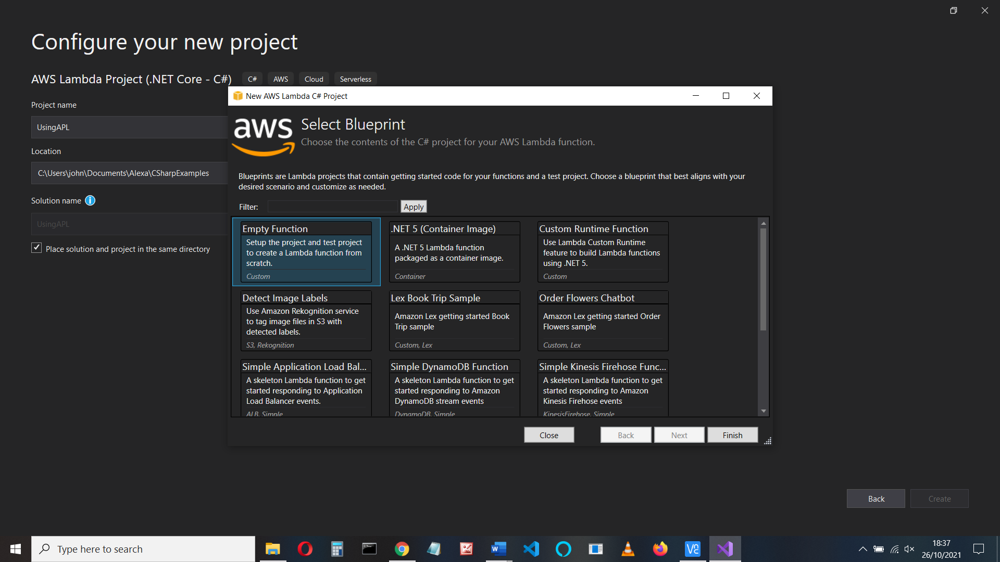 Configure your new project
AWS Lambda Project (.NET Core - C#) C# AWS Cloud Serverless
Project name
UsingAPL
Location
C:\Users\john\Documents\Alexa\CSharpExamples
Solution name
UsingAPL
Place solution and project in the same directory
New AWS Lambda C# Project
aws
Select Blueprint
Choose the contents of the C# project for your AWS Lambda function.
Blueprints are Lambda projects that contain getting started code for your functions and a test project. Choose a blueprint that best aligns with your
desired scenario and customize as needed.
Filter: Apply
Empty Function
Setup the project and test project
to create a Lambda function from
scratch.
Custom
.NET 5 (Container Image)
A .NET 5 Lambda function
packaged as a container image.
Container
Custom Runtime Function
Use Lambda Custom Runtime
feature to build Lambda functions
using .NET 5.
Custom
Detect Image Labels
Use Amazon Rekognition service
to tag image files in S3 with
detected labels.
S3, Rekognition
Lex Book Trip Sample
Amazon Lex getting started Book
Trip sample
Custom, Lex
Order Flowers Chatbot
Amazon Lex getting started Order
Flowers sample
Custom, Lex
Simple Application Load Bal...
A skeleton Lambda function to get
started responding to Application
Load Balancer events.
ALB, Simple
Simple DynamoDB Function
A skeleton Lambda function to get
started responding to Amazon
DynamoDB stream events
DynamoDB, Simple
Simple Kinesis Firehose Func...
A skeleton Lambda function to get
started responding to Amazon
Kinesis Firehose events
KinesisFirehose, Simple
Close Back Next Finish
Back Create
Type here to search
18:37
26/10/2021